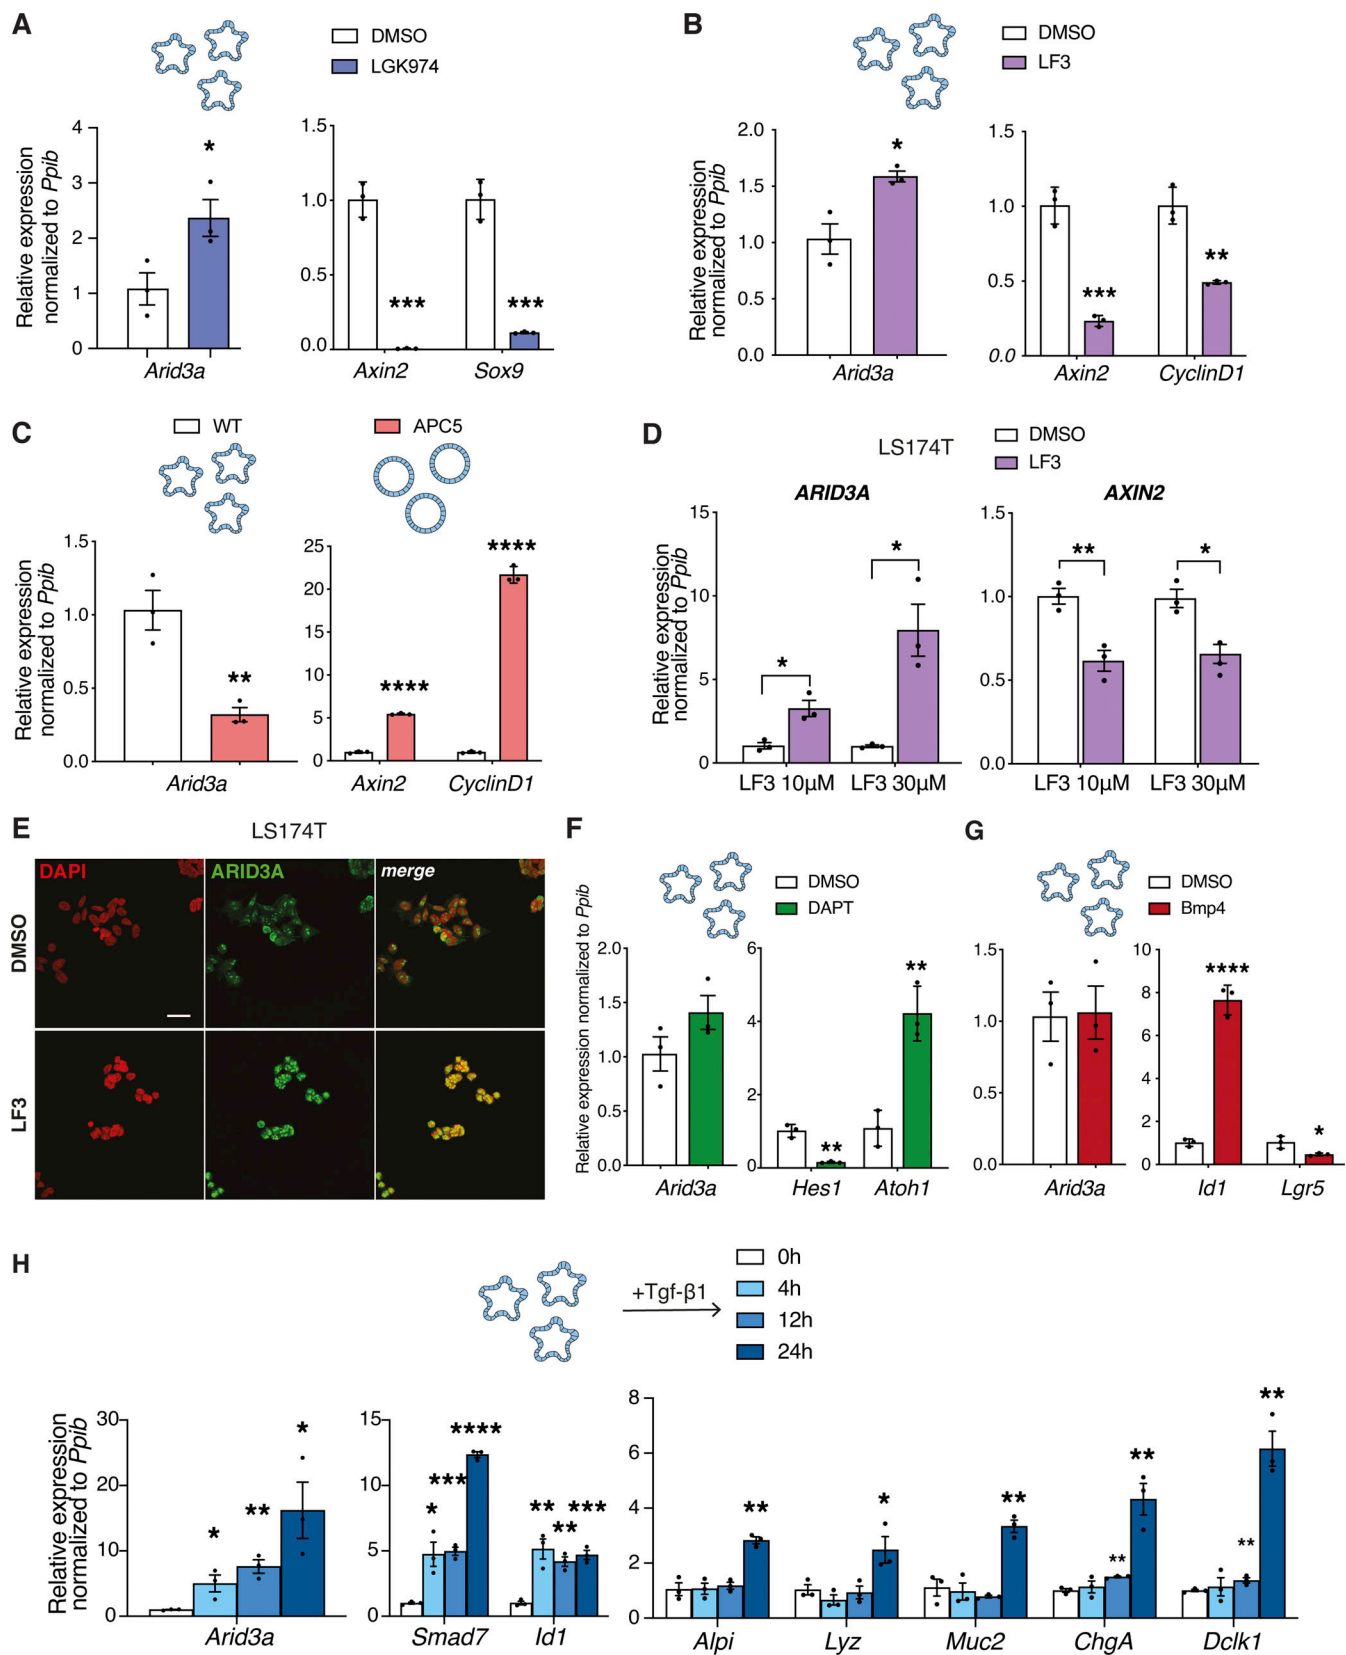 A
DMSO
LGK974
Relative expression
normalized to Ppib
4
3
2
1
0
*
Arid3a
1.5
1.0
0.5
0.0
***
***
Axin2
Sox9
B
DMSO
LF3
Relative expression
normalized to Ppib
2.0
1.5
1.0
0.5
0.0
*
Arid3a
1.5
1.0
0.5
0.0
***
**
Axin2
CyclinD1
C
WT
APC5
Relative expression
normalized to Ppib
1.5
1.0
0.5
0.0
**
Arid3a
25
20
15
10
5
0
****
****
Axin2
CyclinD1
D
LS174T
DMSO
LF3
ARID3A
Relative expression
normalized to Ppib
15
10
5
0
*
*
LF3 10μM
LF3 30μM
AXIN2
1.5
1.0
0.5
0.0
**
*
LF3 10μM
LF3 30μM
E
LS174T
DAPI
ARID3A
merge
DMSO
LF3
F
DMSO
DAPT
Relative expression normalized to Ppib
2.0
1.5
1.0
0.5
0.0
Arid3a
6
4
2
0
**
**
Hes1
Atoh1
G
DMSO
Bmp4
1.5
1.0
0.5
0.0
Arid3a
10
8
6
4
2
0
****
*
Id1
Lgr5
H
+Tgf-β1
0h
4h
12h
24h
Relative expression
normalized to Ppib
30
20
10
0
*
**
*
Arid3a
15
10
5
0
*
***
****
**
**
***
Smad7
Id1
8
6
4
2
0
**
*
**
**
**
**
**
Alpi
Lyz
Muc2
ChgA
Dclk1